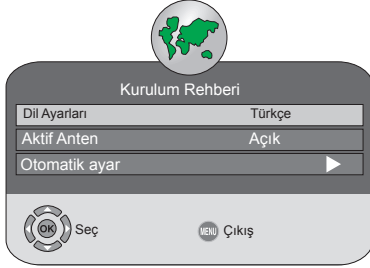 Kurulum Rehberi
Dil Ayarları Türkçe
Aktif Anten Açık
Otomatik ayar
OK Seç MENU Çıkış